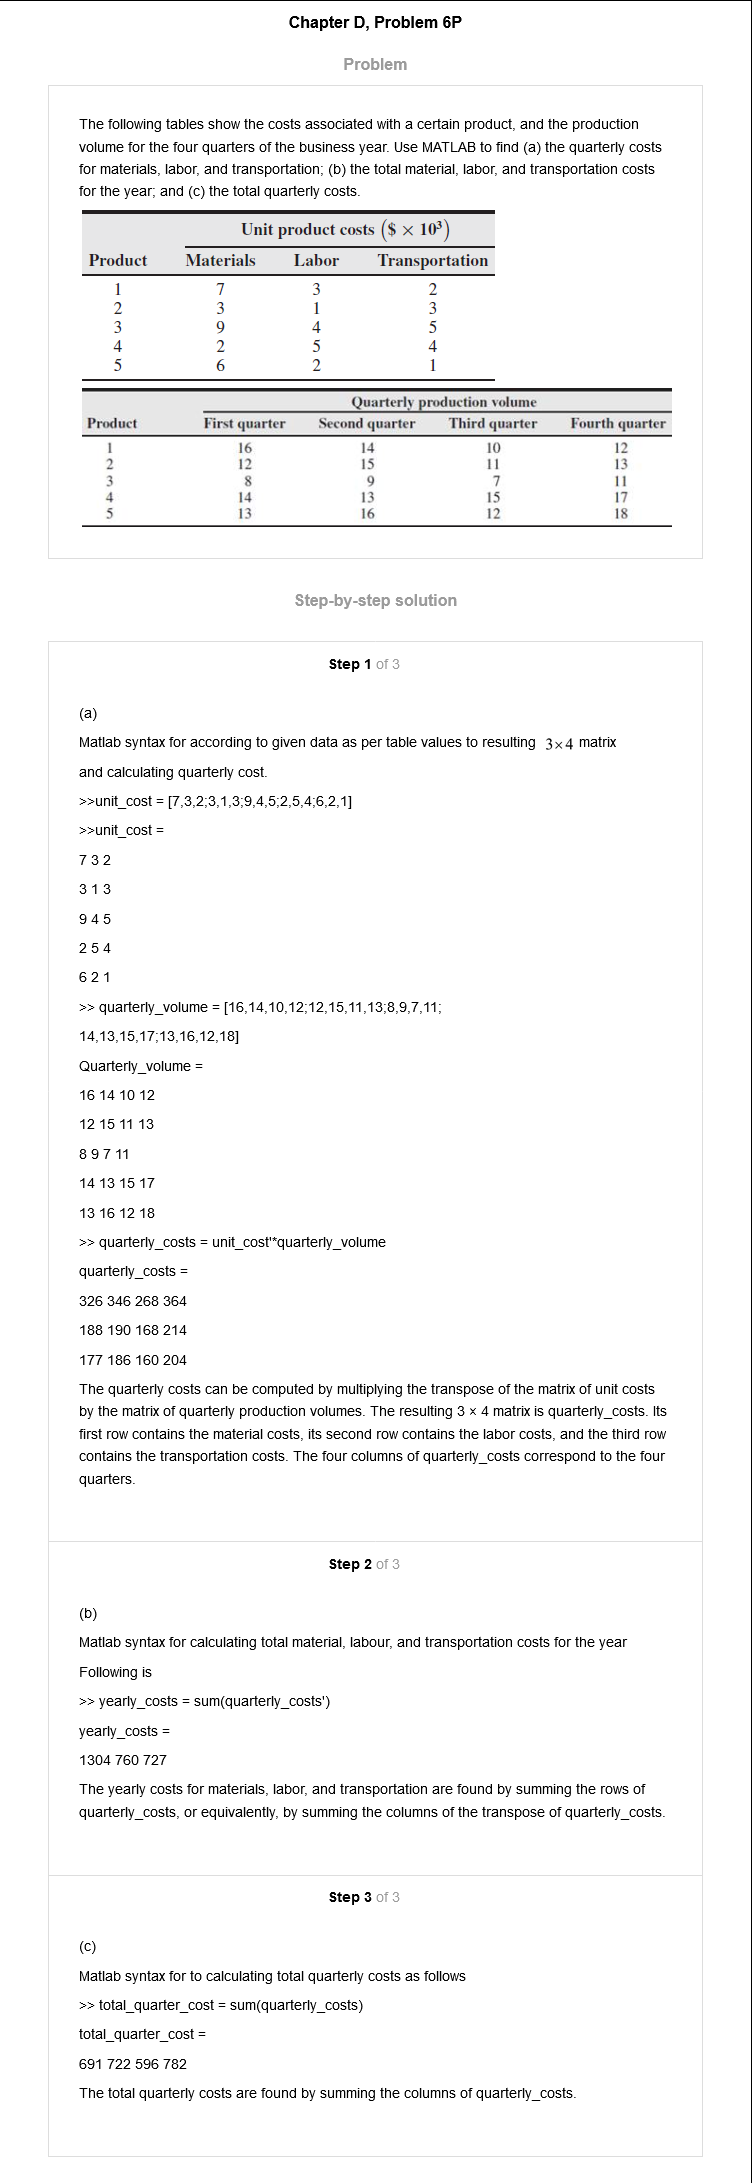 Chapter D, Problem 6P
Problem
The following tables show the costs associated with a certain product, and the production
volume for the four quarters of the business year. Use MATLAB to find (a) the quarterly costs
for materials, labor, and transportation; (b) the total material, labor, and transportation costs
for the year; and (c) the total quarterly costs.
Unit product costs ($ × 10³)
Product Materials Labor Transportation
1 7 3 2
2 3 1 3
3 9 4 5
4 2 5 4
5 6 2 1
Quarterly production volume
Product First quarter Second quarter Third quarter Fourth quarter
1 16 14 10 12
2 12 15 11 13
3 8 9 7 11
4 14 13 15 17
5 13 16 12 18
Step-by-step solution
Step 1 of 3
(a)
Matlab syntax for according to given data as per table values to resulting 3×4 matrix
and calculating quarterly cost.
>>unit_cost = [7,3,2;3,1,3;9,4,5;2,5,4;6,2,1]
>>unit_cost =
7 3 2
3 1 3
9 4 5
2 5 4
6 2 1
>> quarterly_volume = [16,14,10,12;12,15,11,13;8,9,7,11;
14,13,15,17;13,16,12,18]
Quarterly_volume =
16 14 10 12
12 15 11 13
8 9 7 11
14 13 15 17
13 16 12 18
>> quarterly_costs = unit_cost'*quarterly_volume
quarterly_costs =
326 346 268 364
188 190 168 214
177 186 160 204
The quarterly costs can be computed by multiplying the transpose of the matrix of unit costs
by the matrix of quarterly production volumes. The resulting 3 × 4 matrix is quarterly_costs. Its
first row contains the material costs, its second row contains the labor costs, and the third row
contains the transportation costs. The four columns of quarterly_costs correspond to the four
quarters.
Step 2 of 3
(b)
Matlab syntax for calculating total material, labour, and transportation costs for the year
Following is
>> yearly_costs = sum(quarterly_costs')
yearly_costs =
1304 760 727
The yearly costs for materials, labor, and transportation are found by summing the rows of
quarterly_costs, or equivalently, by summing the columns of the transpose of quarterly_costs.
Step 3 of 3
(c)
Matlab syntax for to calculating total quarterly costs as follows
>> total_quarter_cost = sum(quarterly_costs)
total_quarter_cost =
691 722 596 782
The total quarterly costs are found by summing the columns of quarterly_costs.